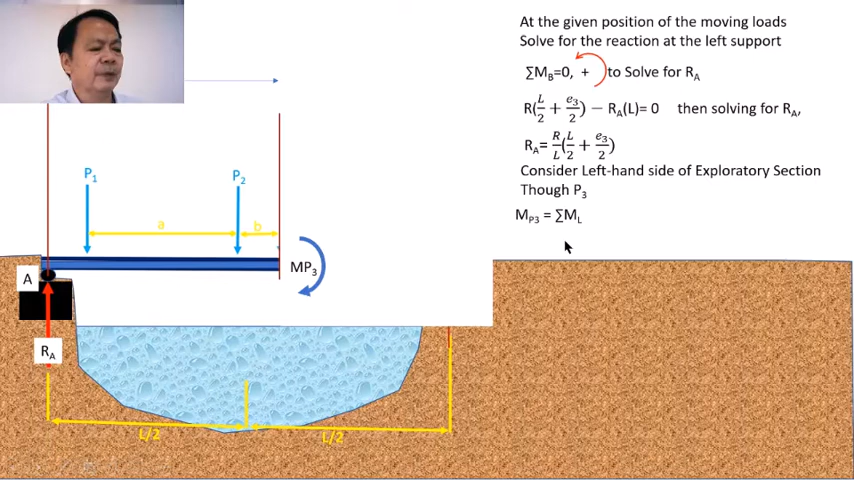 At the given position of the moving loads
Solve for the reaction at the left support
∑M_B=0, + to Solve for R_A
R(L/2 + e_3/2) − R_A(L)= 0 then solving for R_A,
R_A= R/L(L/2 + e_3/2)
Consider Left-hand side of Exploratory Section
Though P_3
M_P3 = ∑M_L
P_1
P_2
a
b
MP_3
A
R_A
L/2
L/2